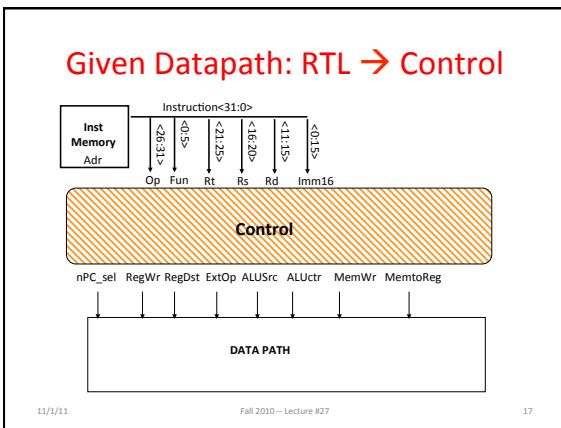 Given Datapath: RTL → Control
Instruction<31:0>
Inst
Memory
Adr
<26:31>
<0:5>
<21:25>
<16:20>
<11:15>
<0:15>
Op Fun Rt Rs Rd Imm16
Control
nPC_sel RegWr RegDst ExtOp ALUSrc ALUctr MemWr MemtoReg
DATA PATH
11/1/11 Fall 2010 -- Lecture #27 17